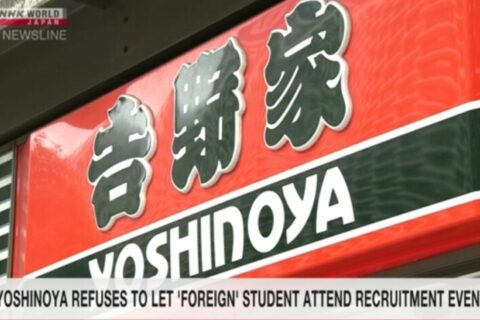 NHK WORLD
JAPAN
NEWSLINE
吉野家
YOSHINOYA
YOSHINOYA REFUSES TO LET 'FOREIGN' STUDENT ATTEND RECRUITMENT EVEN